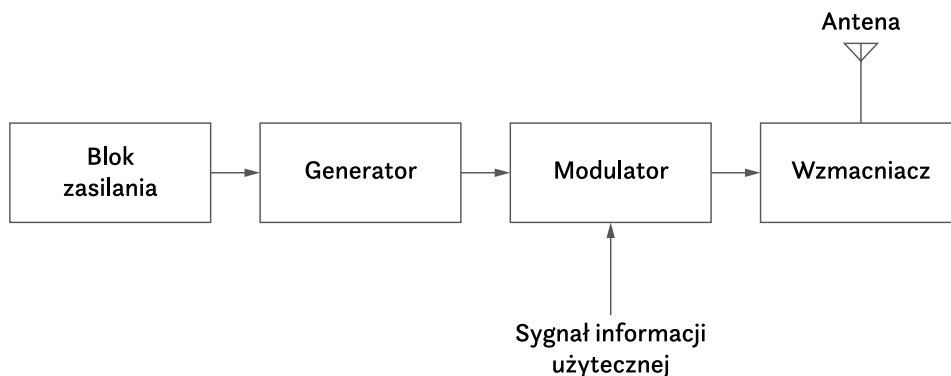 Antena
Blok
zasilania
Generator
Modulator
Wzmacniacz
Sygnał informacji
użytecznej